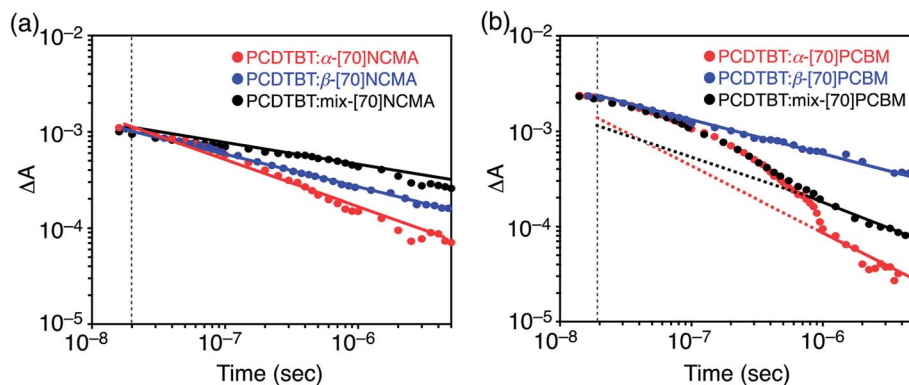 (a)
10⁻²
PCDTBT:α-[70]NCMA
PCDTBT:β-[70]NCMA
PCDTBT:mix-[70]NCMA
10⁻³
ΔA
10⁻⁴
10⁻⁵
10⁻⁸
10⁻⁷
10⁻⁶
Time (sec)
(b)
10⁻²
PCDTBT:α-[70]PCBM
PCDTBT:β-[70]PCBM
PCDTBT:mix-[70]PCBM
10⁻³
ΔA
10⁻⁴
10⁻⁵
10⁻⁸
10⁻⁷
10⁻⁶
Time (sec)